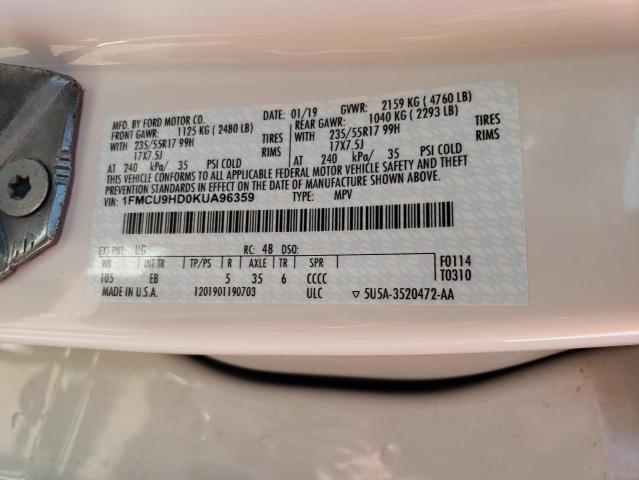 MFD. BY FORD MOTOR CO. 01/19 GVWR: 2159 KG ( 4760 LB)
FRONT GAWR: 1125 KG ( 2480 LB) REAR GAWR: 1040 KG ( 2293 LB)
WITH 235/55R17 99H TIRES WITH 235/55R17 99H TIRES
17X7.5J RIMS 17X7.5J RIMS
AT 240 kPa/ 35 PSI COLD AT 240 kPa/ 35 PSI COLD
THIS VEHICLE CONFORMS TO ALL APPLICABLE FEDERAL MOTOR VEHICLE SAFETY AND THEFT
PREVENTION STANDARDS IN EFFECT ON THE DATE OF MANUFACTURE SHOWN ABOVE.
VIN: 1FMCU9HD0KUA96359 TYPE: MPV
EXT PNT: UG RC: 48 DSO:
WB INT TR TP/PS R AXLE TR SPR F0114
105 EB 5 35 6 CCCC T0310
MADE IN U.S.A. 1201901190703 ULC ▽ 5U5A-3520472-AA